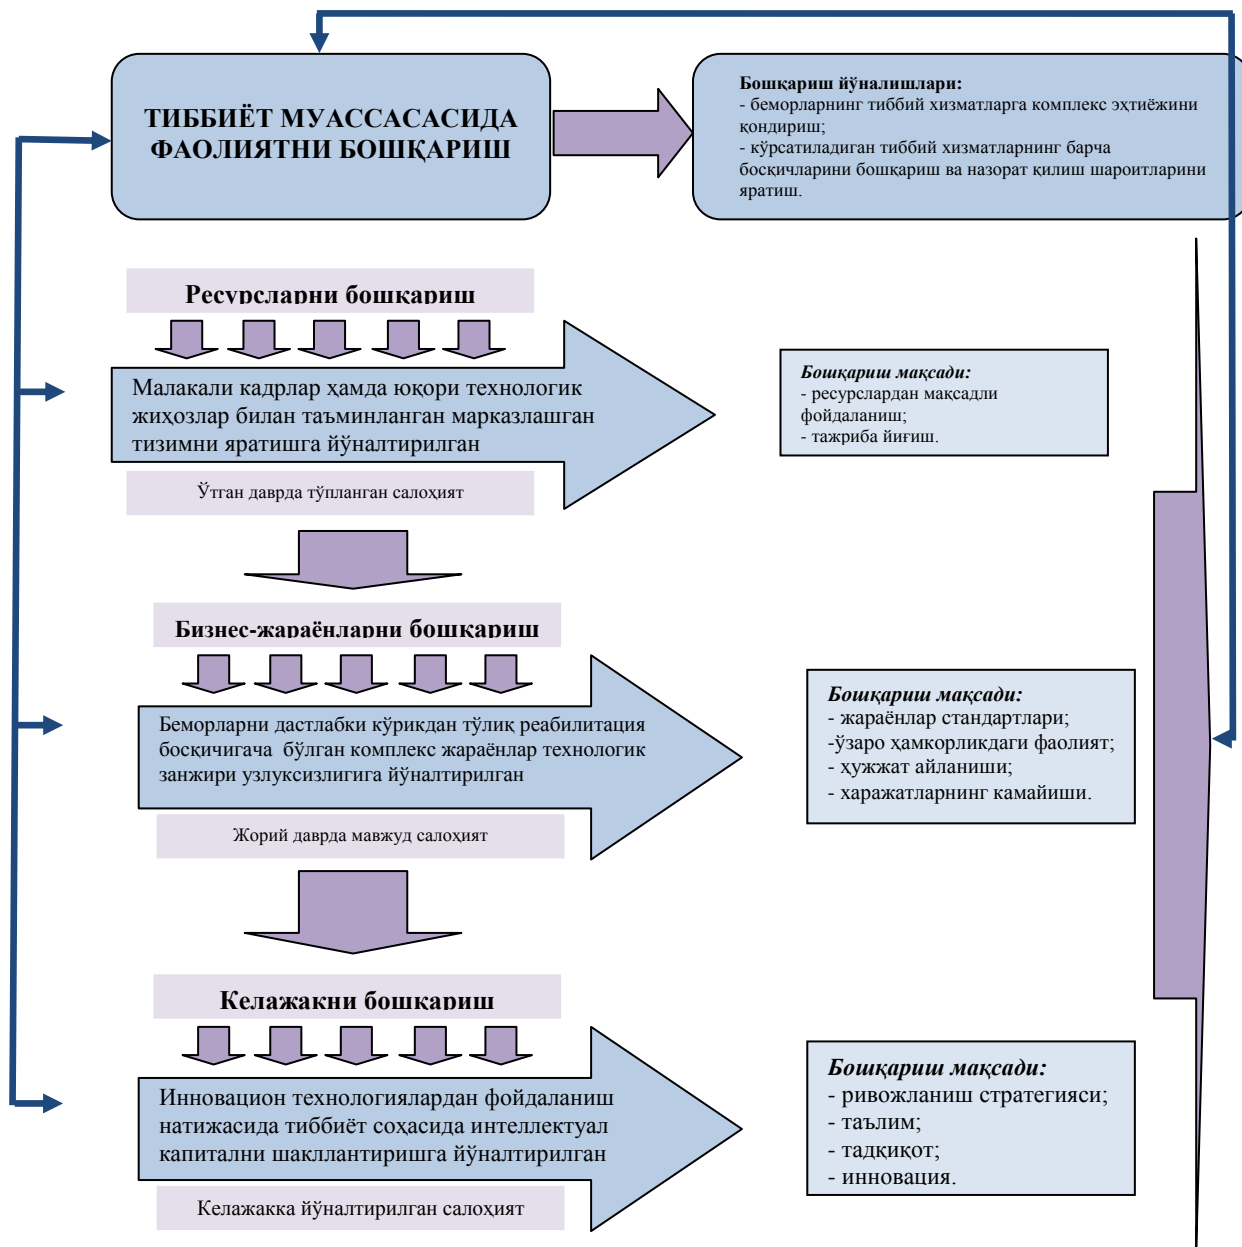 ТИББИЁТ МУАССАСАСИДА
ФАОЛИЯТНИ БОШҚАРИШ
Бошқариш йўналишлари:
- беморларнинг тиббий хизматларга комплекс эҳтиёжини
қондириш;
- кўрсатиладиган тиббий хизматларнинг барча
босқичларини бошқариш ва назорат қилиш шароитларини
яратиш.
Ресурсларни бошқариш
Малакали кадрлар ҳамда юқори технологик
жиҳозлар билан таъминланган марказлашган
тизимни яратишга йўналтирилган
Ўтган даврда тўпланган салоҳият
Бошқариш мақсади:
- ресурслардан мақсадли
фойдаланиш;
- тажриба йиғиш.
Бизнес-жараёнларни бошқариш
Беморларни дастлабки кўрикдан тўлиқ реабилитация
босқичигача бўлган комплекс жараёнлар технологик
занжири узлуксизлигига йўналтирилган
Жорий даврда мавжуд салоҳият
Бошқариш мақсади:
- жараёнлар стандартлари;
-ўзаро ҳамкорликдаги фаолият;
- ҳужжат айланиши;
- харажатларнинг камайиши.
Келажакни бошқариш
Инновацион технологиялардан фойдаланиш
натижасида тиббиёт соҳасида интеллектуал
капитални шакллантиришга йўналтирилган
Келажакка йўналтирилган салоҳият
Бошқариш мақсади:
- ривожланиш стратегияси;
- таълим;
- тадқиқот;
- инновация.